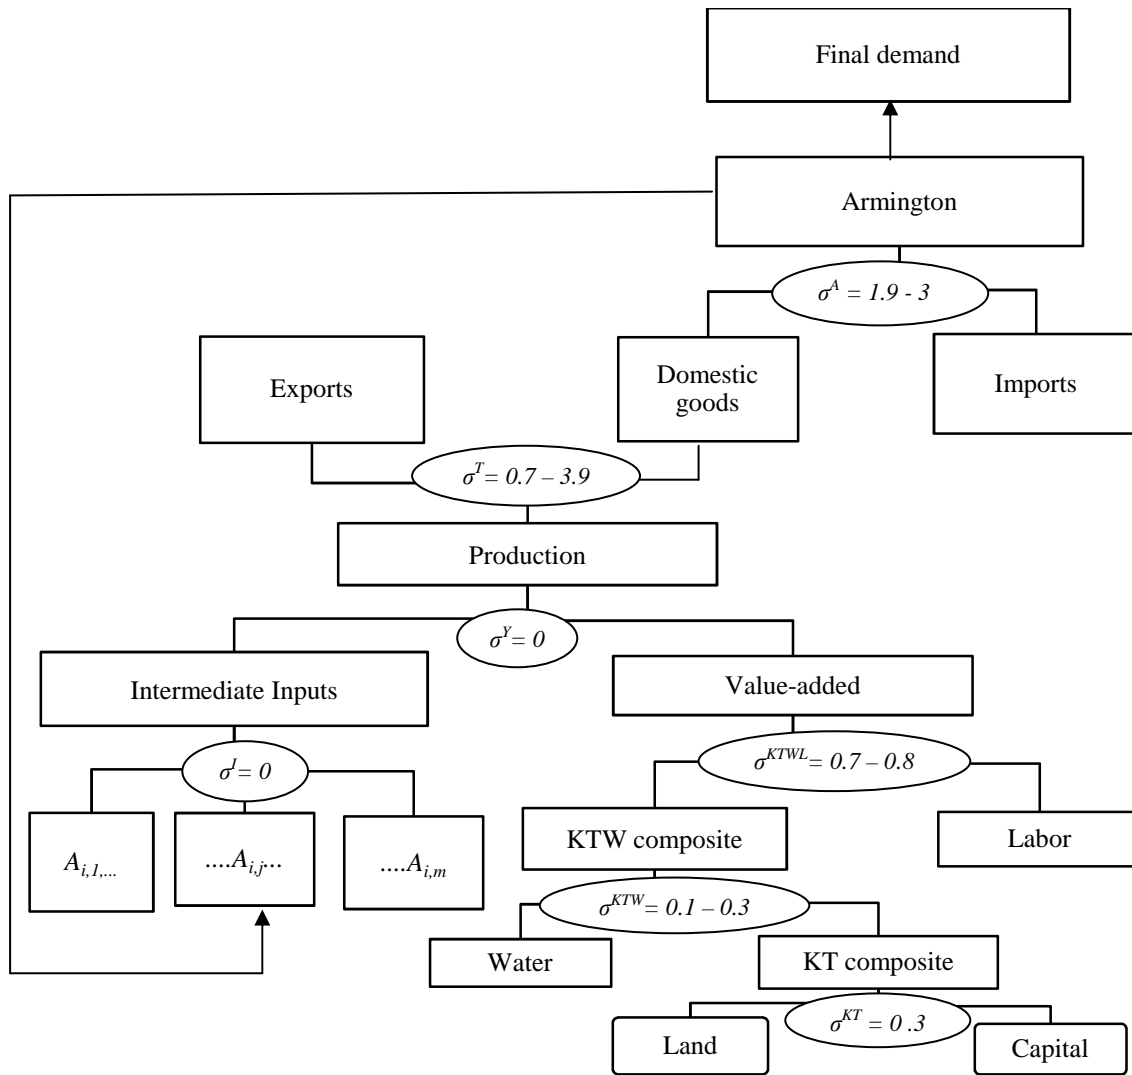 Final demand
Armington
σ^A = 1.9 - 3
Exports
Domestic
goods
Imports
σ^T = 0.7 – 3.9
Production
σ^Y = 0
Intermediate Inputs
Value-added
σ^I = 0
σ^KTWL = 0.7 – 0.8
A_i,1,...
....A_i,j...
....A_i,m
KTW composite
Labor
σ^KTW = 0.1 – 0.3
Water
KT composite
σ^KT = 0 .3
Land
Capital